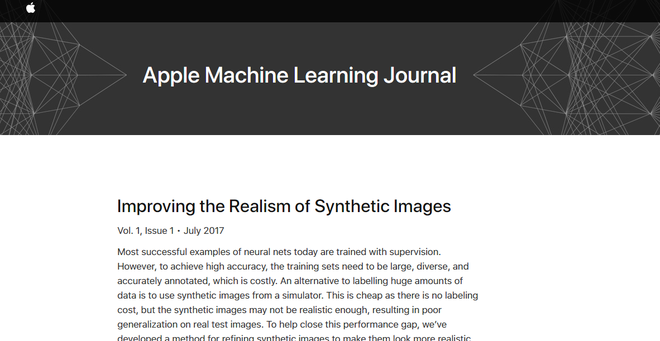 Apple Machine Learning Journal
Improving the Realism of Synthetic Images
Vol. 1, Issue 1 • July 2017
Most successful examples of neural nets today are trained with supervision.
However, to achieve high accuracy, the training sets need to be large, diverse, and
accurately annotated, which is costly. An alternative to labelling huge amounts of
data is to use synthetic images from a simulator. This is cheap as there is no labeling
cost, but the synthetic images may not be realistic enough, resulting in poor
generalization on real test images. To help close this performance gap, we've
developed a method for refining synthetic images to make them look more realistic.